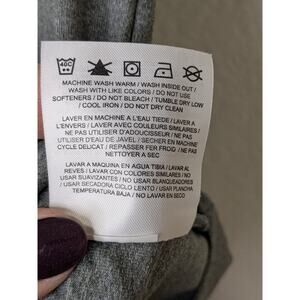 40C
MACHINE WASH WARM / WASH INSIDE OUT /
WASH WITH LIKE COLORS / DO NOT USE
SOFTENERS / DO NOT BLEACH / TUMBLE DRY LOW
/ COOL IRON / DO NOT DRY CLEAN
LAVER EN MACHINE A L'EAU TIEDE / LAVER A
L'ENVERS / LAVER AVEC COULEURS SIMILAIRES /
NE PAS UTILISER D'ADOUCISSEUR / NE PAS
UTILISER D'EAU DE JAVEL / SECHER EN MACHINE
CYCLE DELICAT / REPASSER FER FROID / NE PAS
NETTOYER A SEC
LAVAR A MAQUINA EN AGUA TIBIA / LAVAR AL
REVES / LAVAR CON COLORES SIMILARES / NO
USAR SUAVIZANTES / NO USAR BLANQUEADORES
/ USAR SECADORA CICLO LENTO / USAR PLANCHA
TEMPERATURA BAJA / NO LAVAR EN SECO